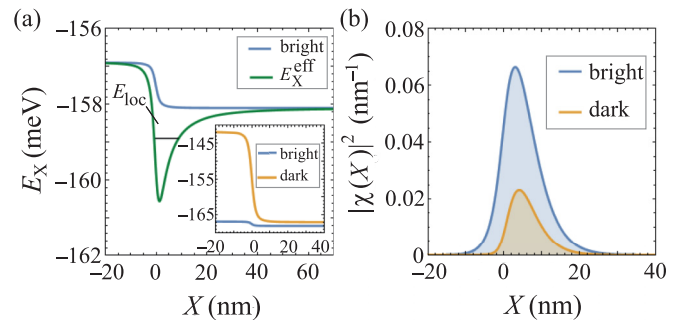 (a)
−156
−158
−160
−162
E_X (meV)
bright
E_X^eff
E_loc
−145
−155
−165
bright
dark
−20 0 20 40
−20 0 20 40 60
X (nm)
(b)
0.08
0.06
0.04
0.02
0
|χ(X)|² (nm⁻¹)
bright
dark
−20 0 20 40
X (nm)